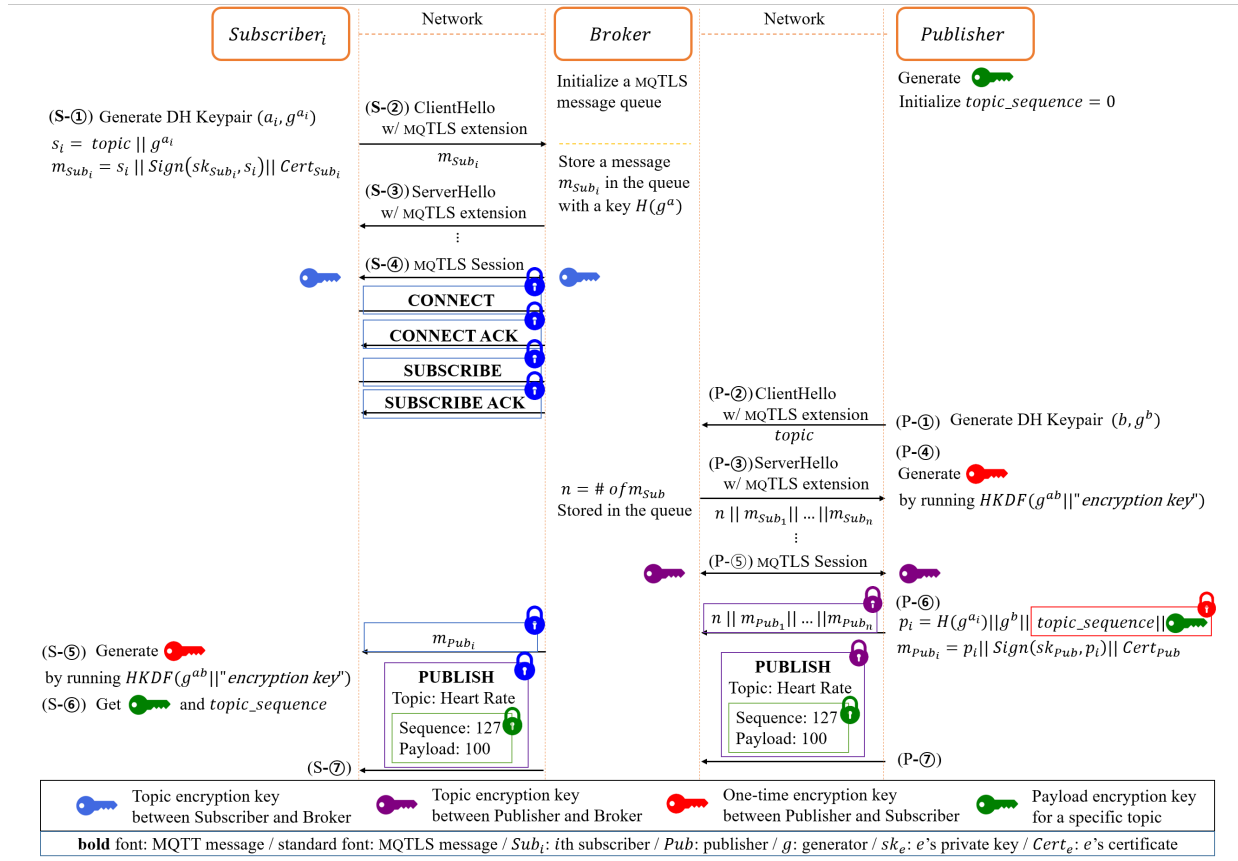 Subscriber_i
Network
Broker
Network
Publisher
Initialize a MQTLS
message queue
Generate
Initialize topic_sequence = 0
(S-①) Generate DH Keypair (a_i, g^{a_i})
s_i = topic || g^{a_i}
m_{Sub_i} = s_i || Sign(sk_{Sub_i}, s_i)|| Cert_{Sub_i}
(S-②) ClientHello
w/ MQTLS extension
m_{Sub_i}
Store a message
m_{Sub_i} in the queue
with a key H(g^a)
(S-③) ServerHello
w/ MQTLS extension
⋮
(S-④) MQTLS Session
CONNECT
CONNECT ACK
SUBSCRIBE
SUBSCRIBE ACK
(P-②) ClientHello
w/ MQTLS extension
topic
(P-①) Generate DH Keypair (b, g^b)
(P-③) ServerHello
w/ MQTLS extension
n || m_{Sub_1}|| ... ||m_{Sub_n}
⋮
n = # of m_{Sub}
Stored in the queue
(P-④)
Generate
by running HKDF(g^{ab}||"encryption key")
(P-⑤) MQTLS Session
n || m_{Pub_1}|| ... ||m_{Pub_n}
(P-⑥)
p_i = H(g^{a_i})||g^b|| topic_sequence||
m_{Pub_i} = p_i|| Sign(sk_{Pub}, p_i)|| Cert_{Pub}
m_{Pub_i}
(S-⑤) Generate
by running HKDF(g^{ab}||"encryption key")
(S-⑥) Get and topic_sequence
PUBLISH
Topic: Heart Rate
Sequence: 127
Payload: 100
(S-⑦)
PUBLISH
Topic: Heart Rate
Sequence: 127
Payload: 100
(P-⑦)
Topic encryption key
between Subscriber and Broker
Topic encryption key
between Publisher and Broker
One-time encryption key
between Publisher and Subscriber
Payload encryption key
for a specific topic
bold font: MQTT message / standard font: MQTLS message / Sub_i: ith subscriber / Pub: publisher / g: generator / sk_e: e's private key / Cert_e: e's certificate